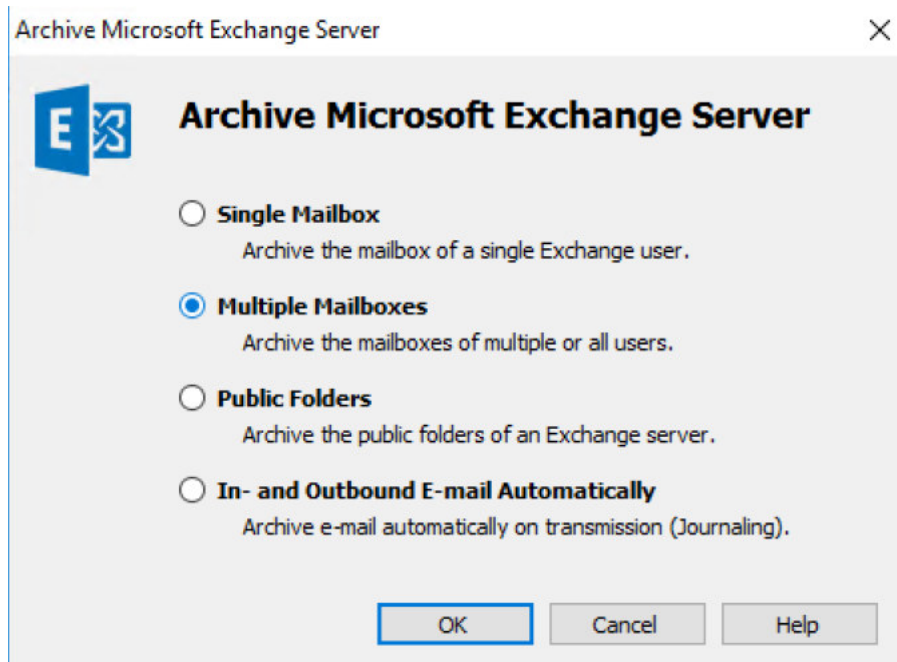 Archive Microsoft Exchange Server
E
Archive Microsoft Exchange Server
Single Mailbox
Archive the mailbox of a single Exchange user.
Multiple Mailboxes
Archive the mailboxes of multiple or all users.
Public Folders
Archive the public folders of an Exchange server.
In- and Outbound E-mail Automatically
Archive e-mail automatically on transmission (Journaling).
OK Cancel Help